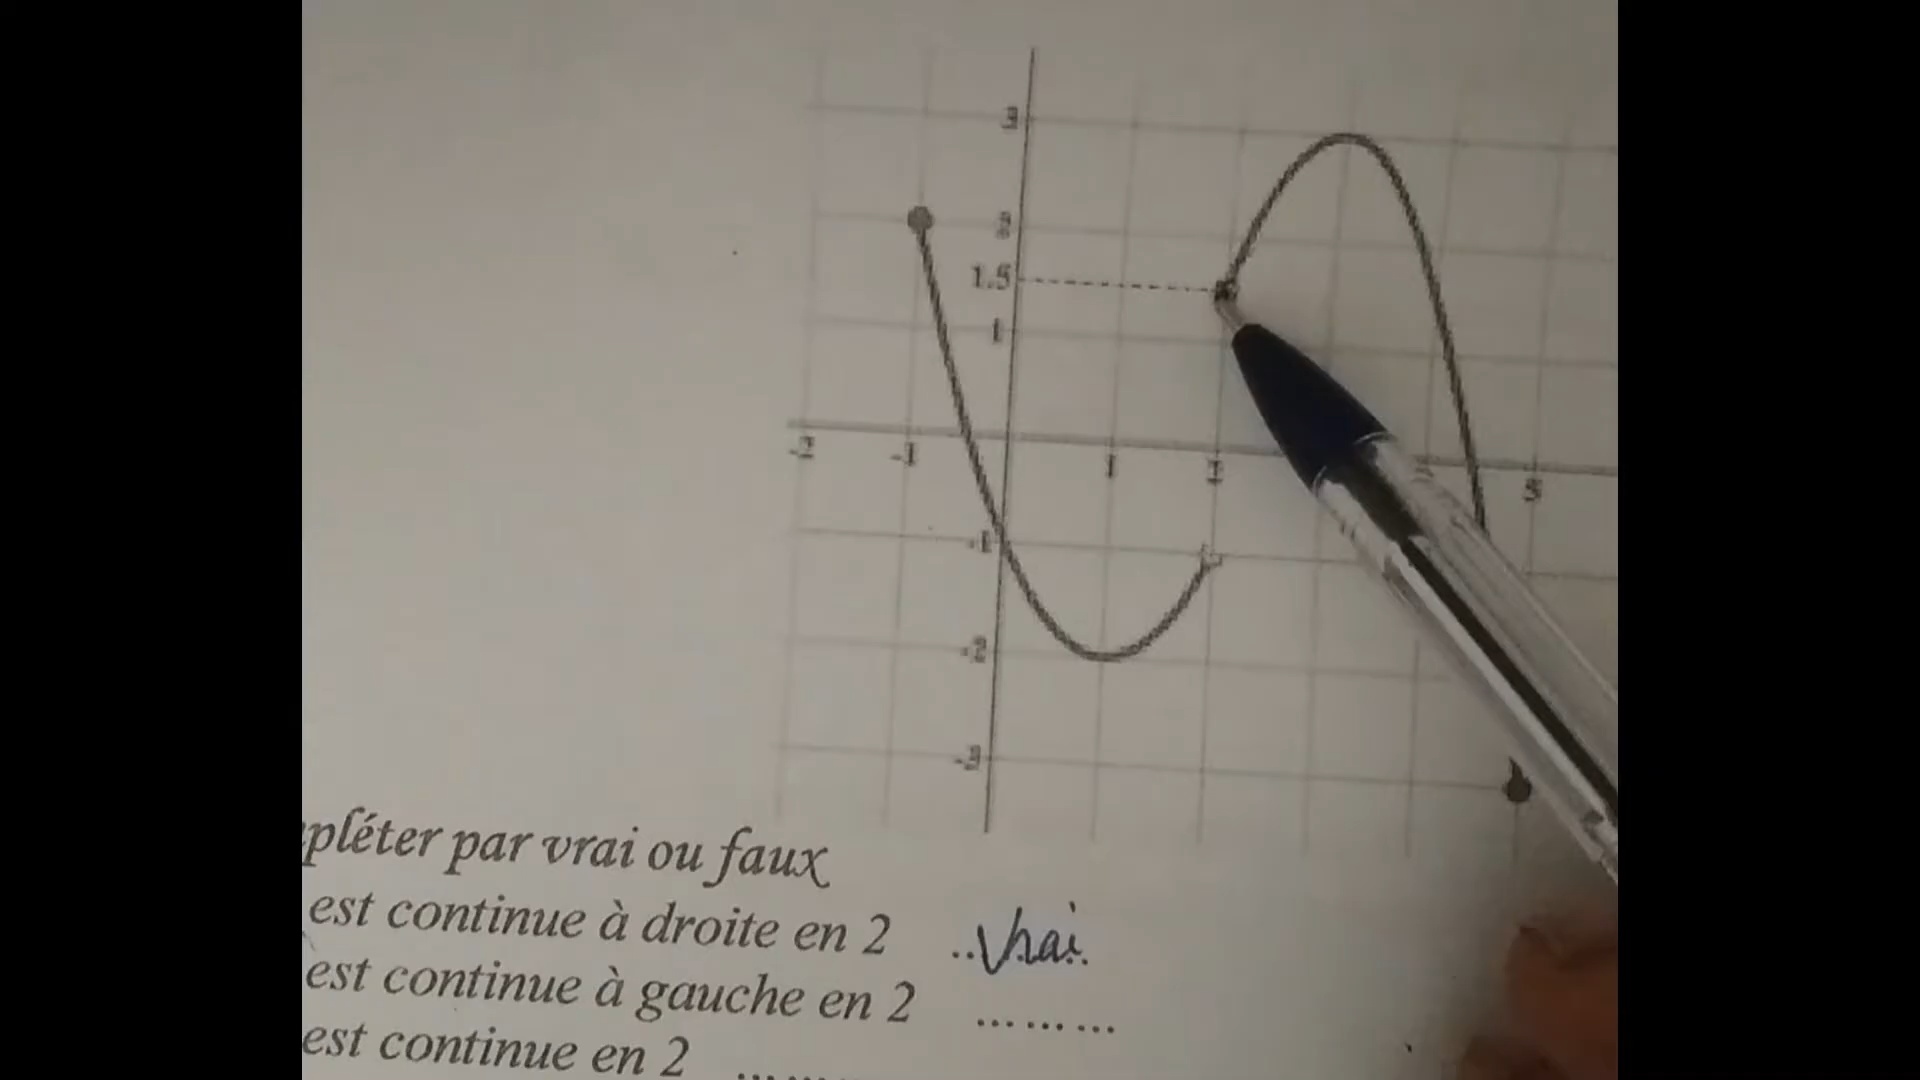 3
2
1.5
1
-2 -1 1 2 5
-1
-2
-3
pléter par vrai ou faux
est continue à droite en 2 ..vrai.
est continue à gauche en 2 .........
est continue en 2 ......